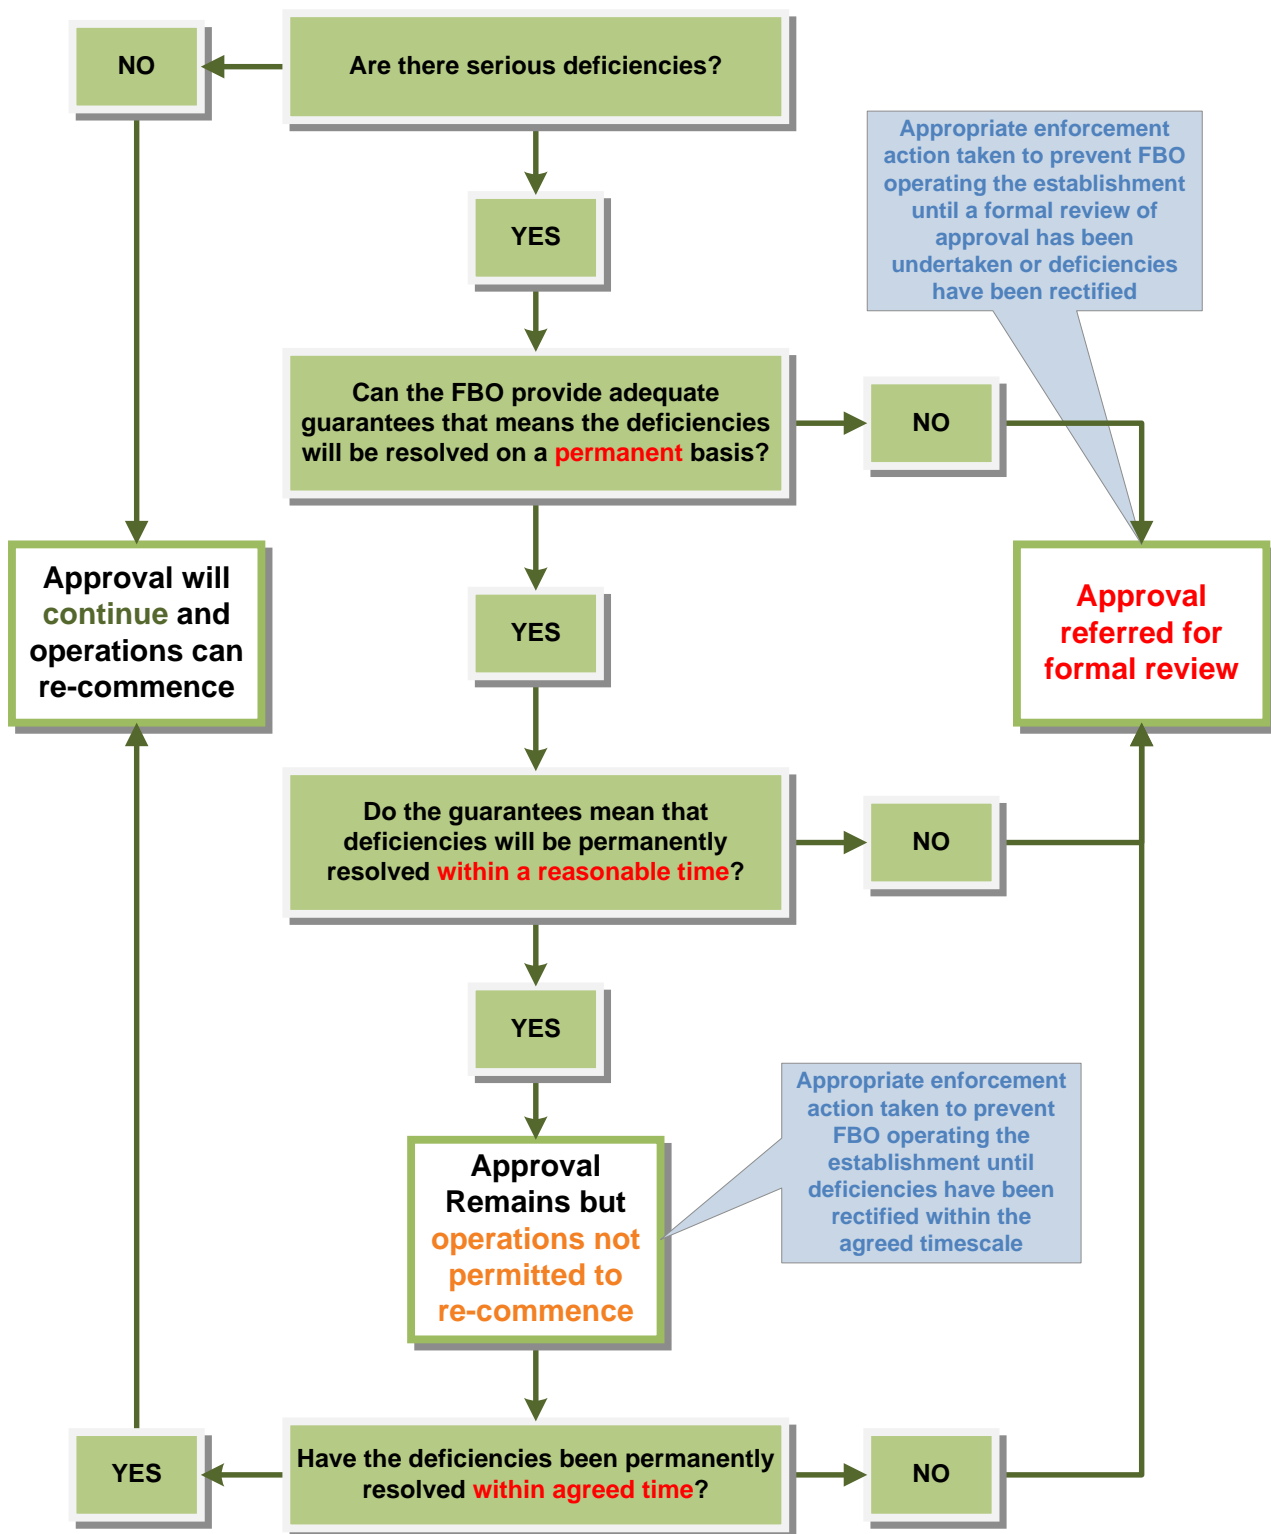 NO
Are there serious deficiencies?
Appropriate enforcement
action taken to prevent FBO
operating the establishment
until a formal review of
approval has been
undertaken or deficiencies
have been rectified
YES
Can the FBO provide adequate
guarantees that means the deficiencies
will be resolved on a permanent basis?
NO
Approval will
continue and
operations can
re-commence
YES
Approval
referred for
formal review
Do the guarantees mean that
deficiencies will be permanently
resolved within a reasonable time?
NO
YES
Appropriate enforcement
action taken to prevent
FBO operating the
establishment until
deficiencies have been
rectified within the
agreed timescale
Approval
Remains but
operations not
permitted to
re-commence
YES
Have the deficiencies been permanently
resolved within agreed time?
NO